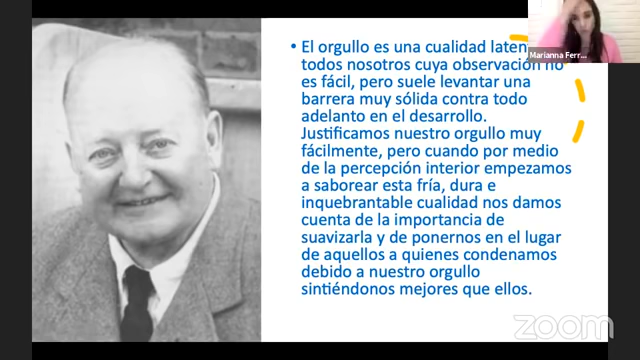 • El orgullo es una cualidad laten
todos nosotros cuya observación no
es fácil, pero suele levantar una
barrera muy sólida contra todo
adelanto en el desarrollo.
Justificamos nuestro orgullo muy
fácilmente, pero cuando por medio
de la percepción interior empezamos
a saborear esta fría, dura e
inquebrantable cualidad nos damos
cuenta de la importancia de
suavizarla y de ponernos en el lugar
de aquellos a quienes condenamos
debido a nuestro orgullo
sintiéndonos mejores que ellos.
Marianna Ferr...
zoom